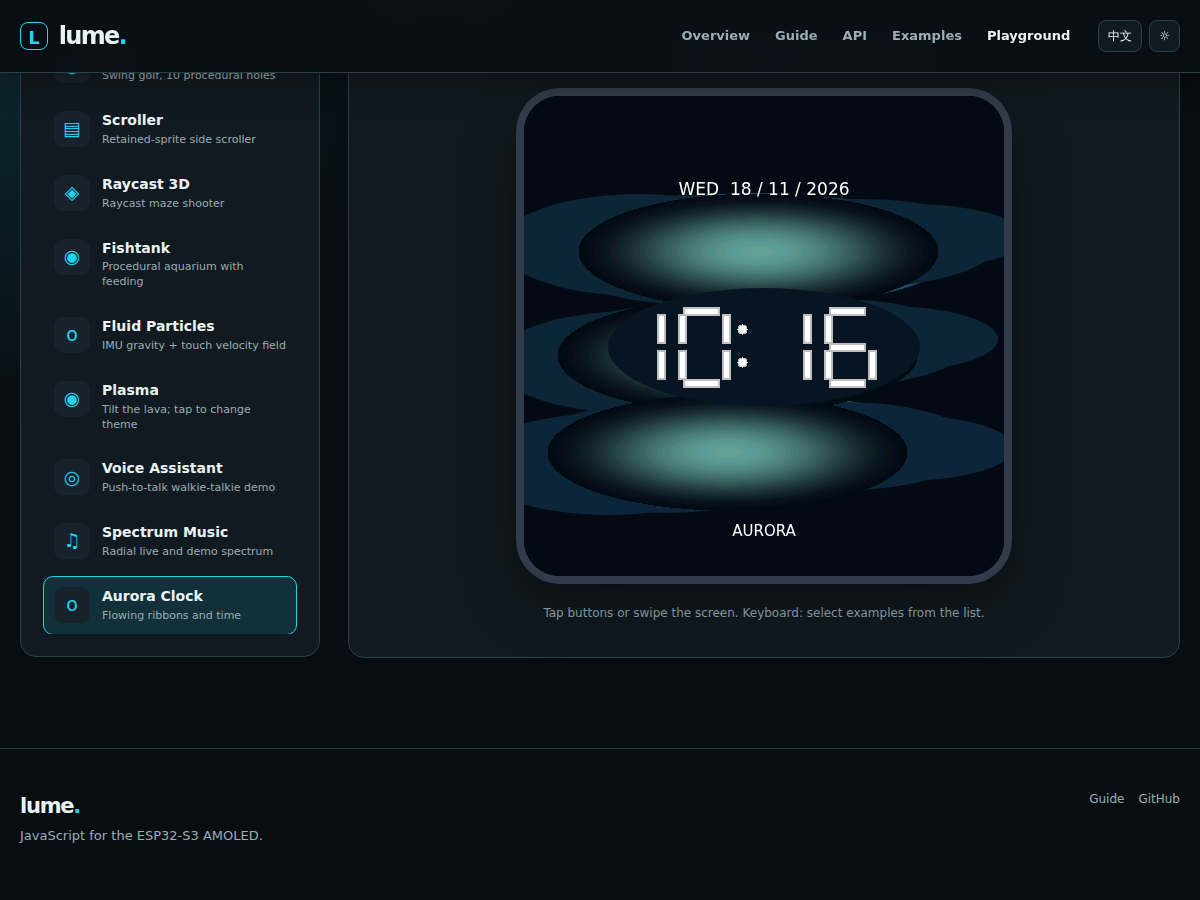 L lume.
Overview Guide API Examples Playground 中文
Swing golf, 10 procedural holes
Scroller
Retained-sprite side scroller
Raycast 3D
Raycast maze shooter
Fishtank
Procedural aquarium with
feeding
Fluid Particles
IMU gravity + touch velocity field
Plasma
Tilt the lava; tap to change
theme
Voice Assistant
Push-to-talk walkie-talkie demo
Spectrum Music
Radial live and demo spectrum
Aurora Clock
Flowing ribbons and time
WED 18 / 11 / 2026
10:16
AURORA
Tap buttons or swipe the screen. Keyboard: select examples from the list.
lume.
JavaScript for the ESP32-S3 AMOLED.
Guide GitHub